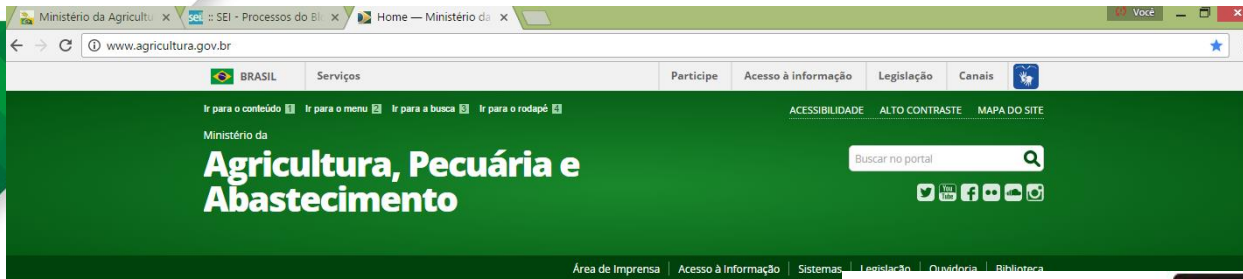 Ministério da Agricultu
sei :: SEI - Processos do Bl
Home — Ministério da
Você
www.agricultura.gov.br
BRASIL Serviços Participe Acesso à informação Legislação Canais
Ir para o conteúdo 1 Ir para o menu 2 Ir para a busca 3 Ir para o rodapé 4 ACESSIBILIDADE ALTO CONTRASTE MAPA DO SITE
Ministério da
Agricultura, Pecuária e
Abastecimento
Buscar no portal
You Tube
Área de Imprensa Acesso à Informação Sistemas Legislação Ouvidoria Biblioteca